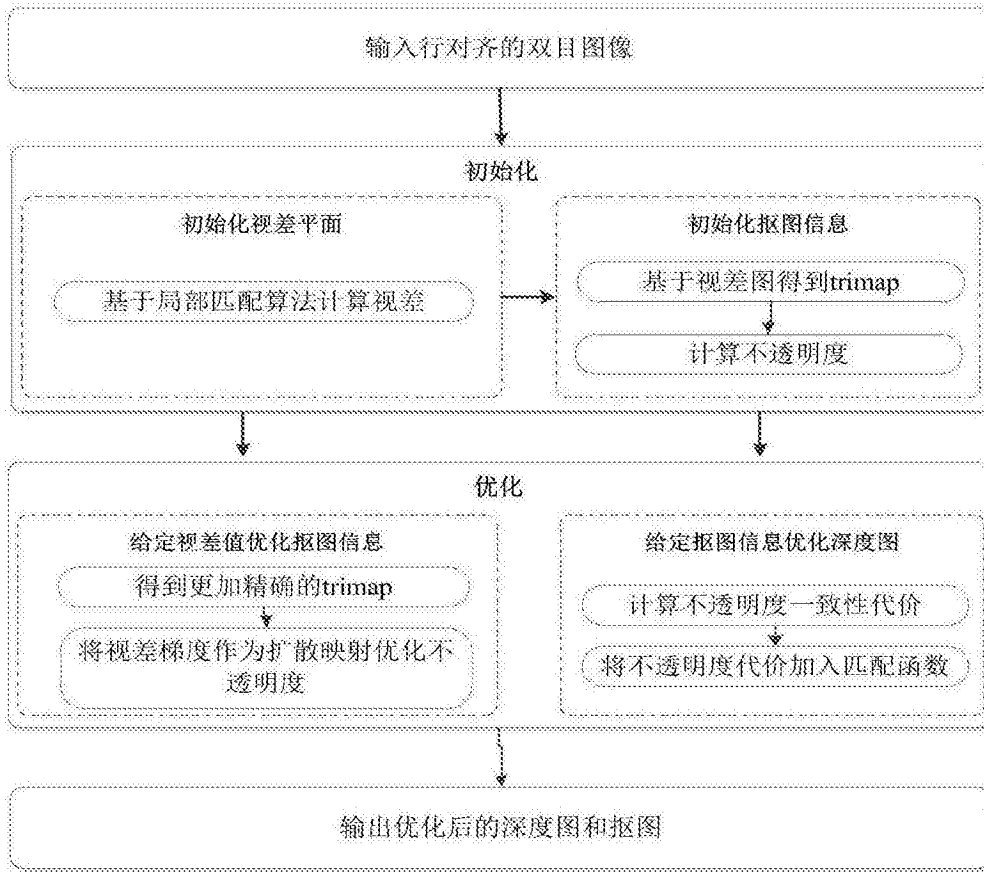 输入行对齐的双目图像
初始化
初始化视差平面
基于局部匹配算法计算视差
初始化抠图信息
基于视差图得到trimap
计算不透明度
优化
给定视差值优化抠图信息
得到更加精确的trimap
将视差梯度作为扩散映射优化不
透明度
给定抠图信息优化深度图
计算不透明度一致性代价
将不透明度代价加入匹配函数
输出优化后的深度图和抠图